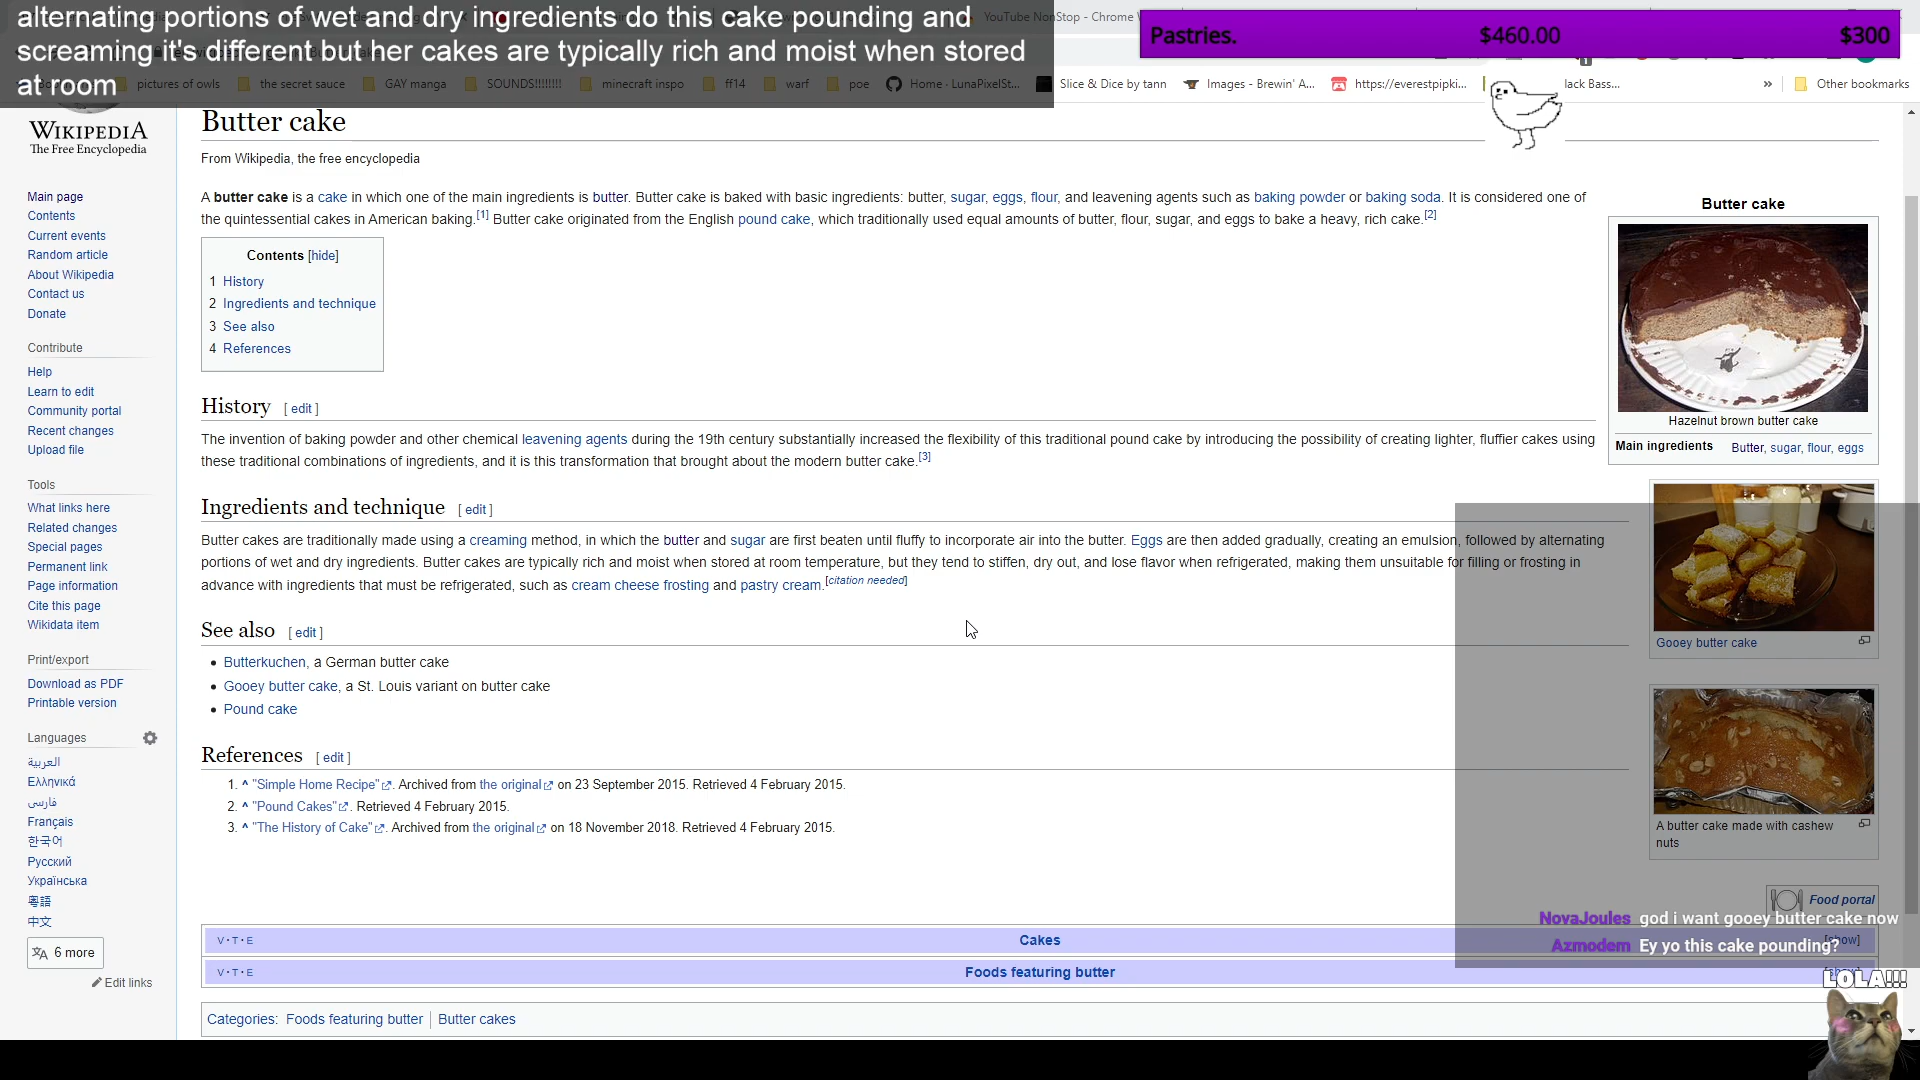 alternating portions of wet and dry ingredients do this cake pounding and
screaming it's different but her cakes are typically rich and moist when stored
at room
YouTube NonStop - Chrome
Pastries. $460.00 $300
pictures of owls
the secret sauce
GAY manga
SOUNDS!!!!!!!!
minecraft inspo
ff14
warf
poe
Home · LunaPixelSt...
Slice & Dice by tann
Images - Brewin' A...
https://everestpipki...
lack Bass...
»
Other bookmarks
WIKIPEDIA
The Free Encyclopedia
Main page
Contents
Current events
Random article
About Wikipedia
Contact us
Donate
Contribute
Help
Learn to edit
Community portal
Recent changes
Upload file
Tools
What links here
Related changes
Special pages
Permanent link
Page information
Cite this page
Wikidata item
Print/export
Download as PDF
Printable version
Languages
العربية
Ελληνικά
فارسی
Français
한국어
Русский
Українська
粵語
中文
6 more
Edit links
Butter cake
From Wikipedia, the free encyclopedia
A butter cake is a cake in which one of the main ingredients is butter. Butter cake is baked with basic ingredients: butter, sugar, eggs, flour, and leavening agents such as baking powder or baking soda. It is considered one of
the quintessential cakes in American baking.[1] Butter cake originated from the English pound cake, which traditionally used equal amounts of butter, flour, sugar, and eggs to bake a heavy, rich cake.[2]
Contents [hide]
1 History
2 Ingredients and technique
3 See also
4 References
History [ edit ]
The invention of baking powder and other chemical leavening agents during the 19th century substantially increased the flexibility of this traditional pound cake by introducing the possibility of creating lighter, fluffier cakes using
these traditional combinations of ingredients, and it is this transformation that brought about the modern butter cake.[3]
Ingredients and technique [ edit ]
Butter cakes are traditionally made using a creaming method, in which the butter and sugar are first beaten until fluffy to incorporate air into the butter. Eggs are then added gradually, creating an emulsion, followed by alternating
portions of wet and dry ingredients. Butter cakes are typically rich and moist when stored at room temperature, but they tend to stiffen, dry out, and lose flavor when refrigerated, making them unsuitable for filling or frosting in
advance with ingredients that must be refrigerated, such as cream cheese frosting and pastry cream.[citation needed]
See also [ edit ]
• Butterkuchen, a German butter cake
• Gooey butter cake, a St. Louis variant on butter cake
• Pound cake
References [ edit ]
1. ^ "Simple Home Recipe". Archived from the original on 23 September 2015. Retrieved 4 February 2015.
2. ^ "Pound Cakes". Retrieved 4 February 2015.
3. ^ "The History of Cake". Archived from the original on 18 November 2018. Retrieved 4 February 2015.
Butter cake
Hazelnut brown butter cake
Main ingredients Butter, sugar, flour, eggs
Gooey butter cake
A butter cake made with cashew
nuts
Food portal
NovaJoules god i want gooey butter cake now
Azmodem Ey yo this cake pounding?
V · T · E Cakes [show]
V · T · E Foods featuring butter
LOLA!!!
Categories: Foods featuring butter | Butter cakes